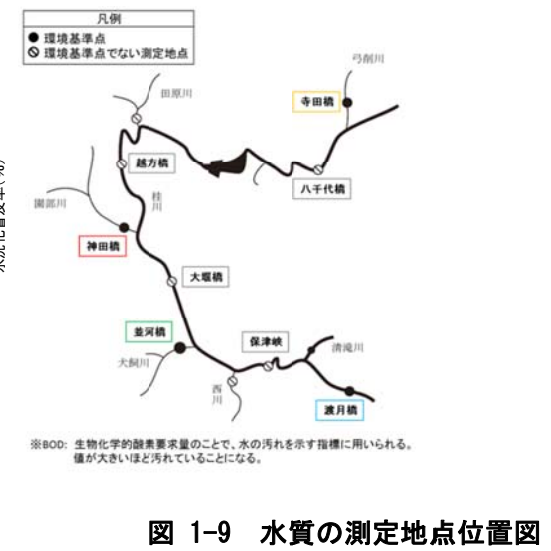 凡例
● 環境基準点
環境基準点でない測定地点
弓削川
田原川
寺田橋
越方橋
八千代橋
桂川
園部川
神田橋
大堰橋
並河橋
保津峡
清滝川
犬飼川
西川
渡月橋
※BOD: 生物化学的酸素要求量のことで、水の汚れを示す指標に用いられる。
値が大きいほど汚れていることになる。
図 1-9 水質の測定地点位置図